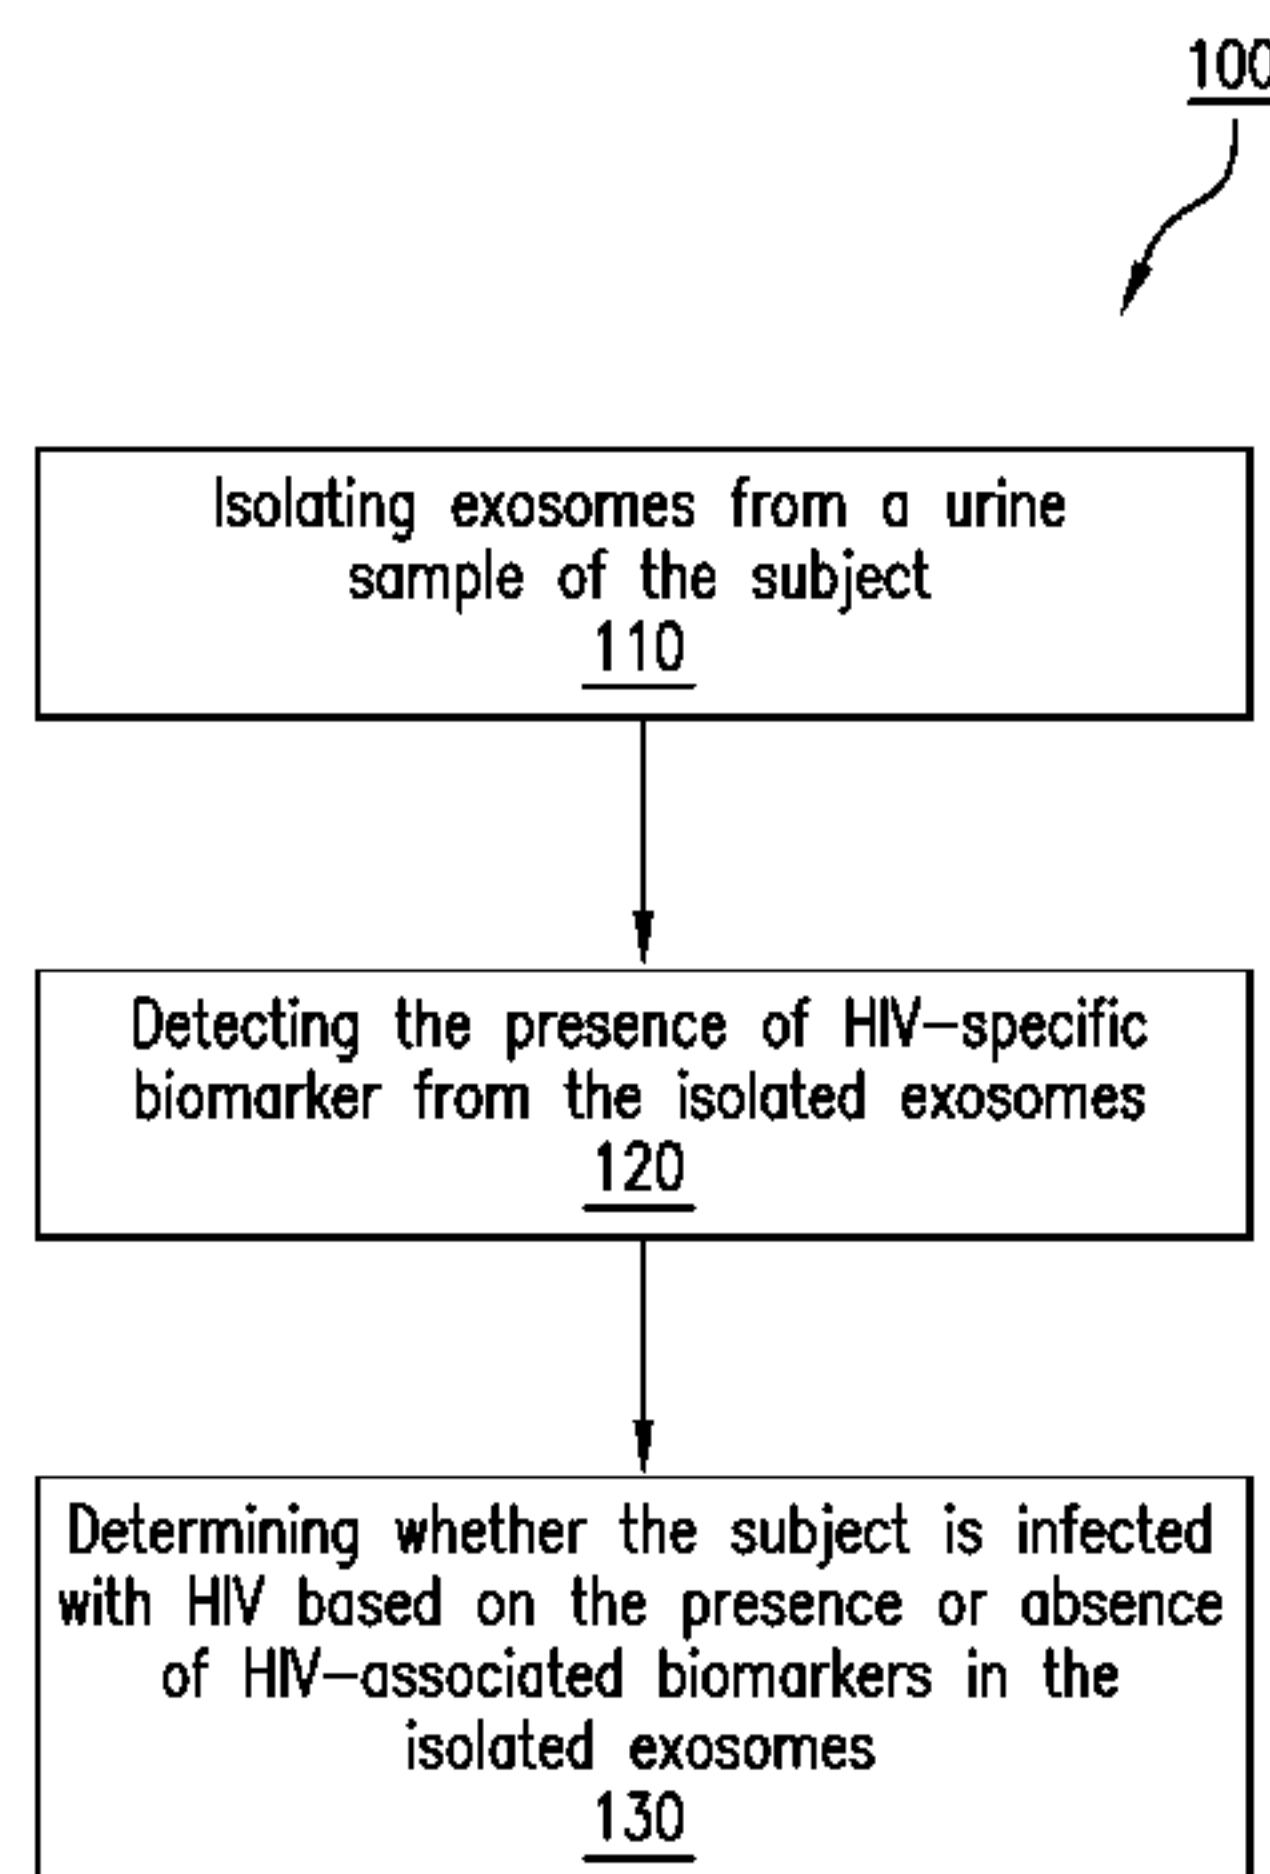 100
Isolating exosomes from a urine
sample of the subject
110
Detecting the presence of HIV-specific
biomarker from the isolated exosomes
120
Determining whether the subject is infected
with HIV based on the presence or absence
of HIV-associated biomarkers in the
isolated exosomes
130